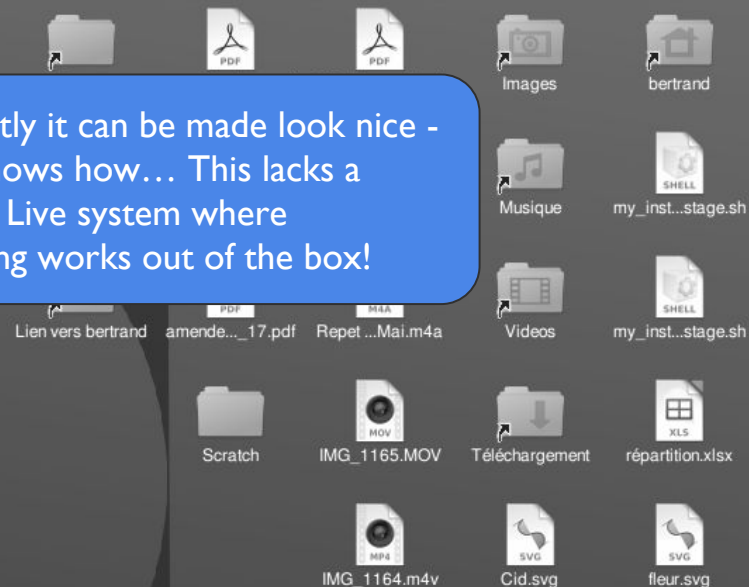 PDF
PDF
Images
bertrand
tly it can be made look nice -
ows how... This lacks a
Live system where
ng works out of the box!
Musique
SHELL
my_inst...stage.sh
PDF
M4A
Lien vers bertrand
amende..._17.pdf
Repet ...Mai.m4a
Videos
SHELL
my_inst...stage.sh
Scratch
MOV
IMG_1165.MOV
Téléchargement
XLS
répartition.xlsx
MP4
IMG_1164.m4v
SVG
Cid.svg
SVG
fleur.svg